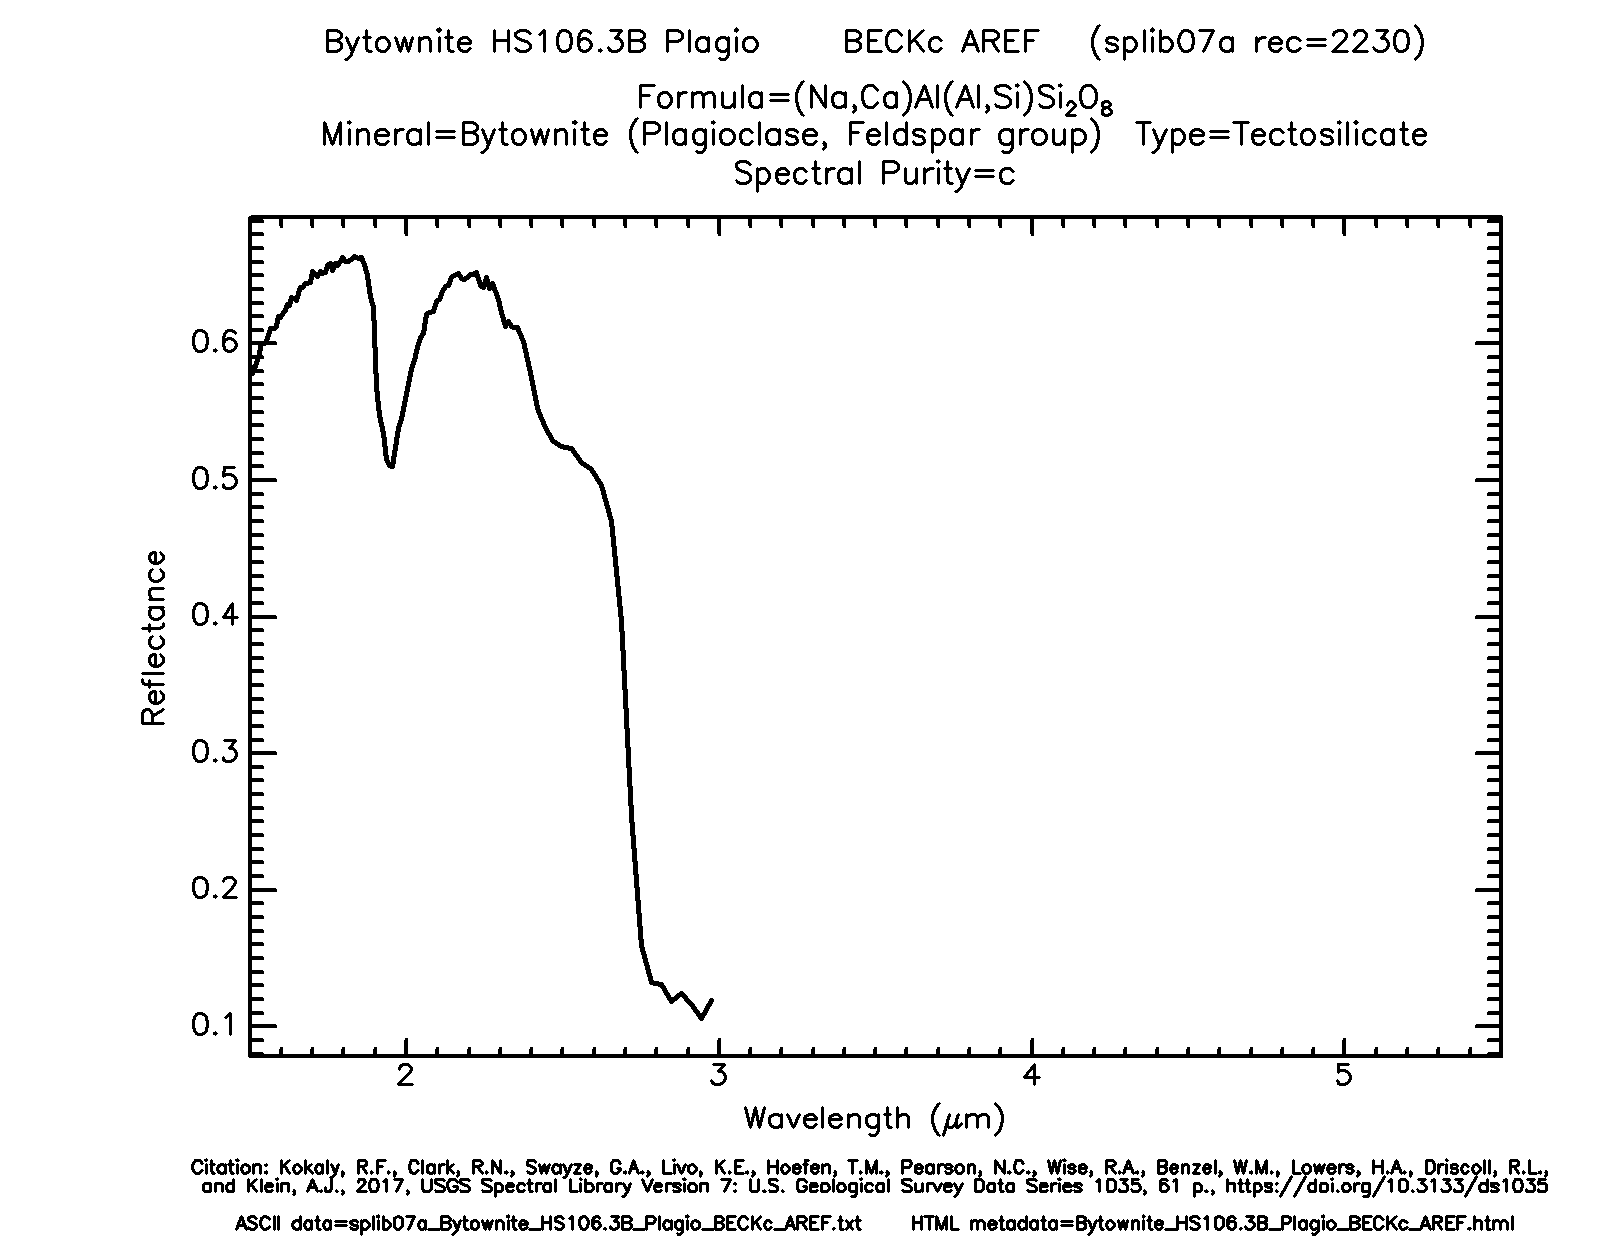 Bytownite HS106.3B Plagio BECKc AREF (splib07a rec=2230)
Formula=(Na,Ca)Al(Al,Si)Si₂O₈
Mineral=Bytownite (Plagioclase, Feldspar group) Type=Tectosilicate
Spectral Purity=c
0.6
0.5
0.4
0.3
0.2
0.1
Reflectance
2 3 4 5
Wavelength (μm)
Citation: Kokaly, R.F., Clark, R.N., Swayze, G.A., Livo, K.E., Hoefen, T.M., Pearson, N.C., Wise, R.A., Benzel, W.M., Lowers, H.A., Driscoll, R.L.,
and Klein, A.J., 2017, USGS Spectral Library Version 7: U.S. Geological Survey Data Series 1035, 61 p., https://doi.org/10.3133/ds1035
ASCII data=splib07a_Bytownite_HS106.3B_Plagio_BECKc_AREF.txt HTML metadata=Bytownite_HS106.3B_Plagio_BECKc_AREF.html